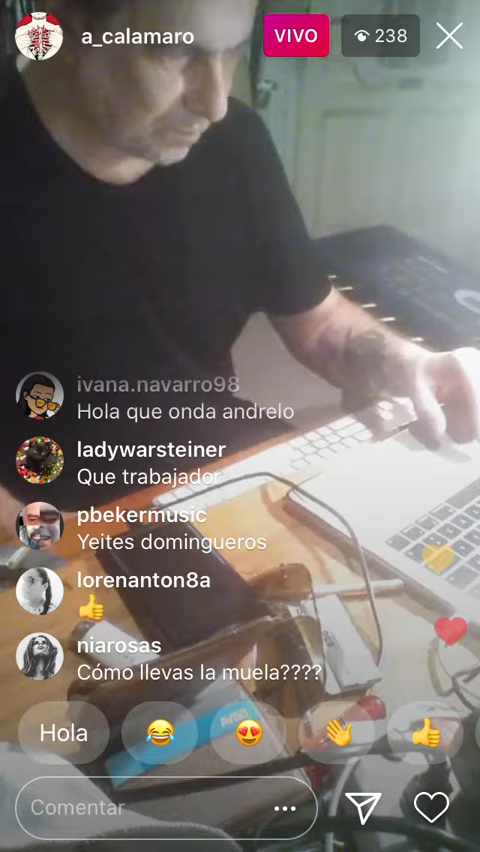 a_calamaro
VIVO
238
ivana.navarro98
Hola que onda andrelo
ladywarsteiner
Que trabajador
pbekermusic
Yeites domingueros
lorenanton8a
👍
niarosas
Cómo llevas la muela????
Hola 😂 😍 👋 👍
Comentar